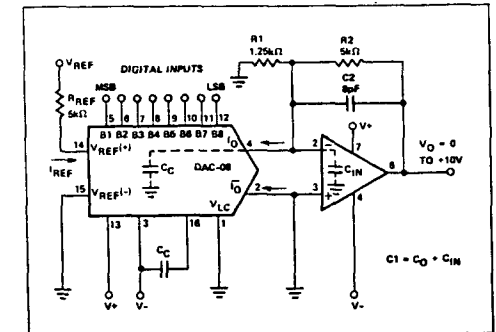 R1
1.25kΩ
R2
5kΩ
C2
8pF
VREF
DIGITAL INPUTS
MSB
LSB
RREF
5kΩ
5 6 7 8 9 10 11 12
B1 B2 B3 B4 B5 B6 B7 B8
IO 4
14
VREF(+)
IREF
CC
DAC-08
15
VREF(-)
IO 2
VLC
13 3 16 1
CC
V+ V-
V+
7
2
CIN
3
6
4
V-
VO = 0
TO +10V
C1 = CO + CIN